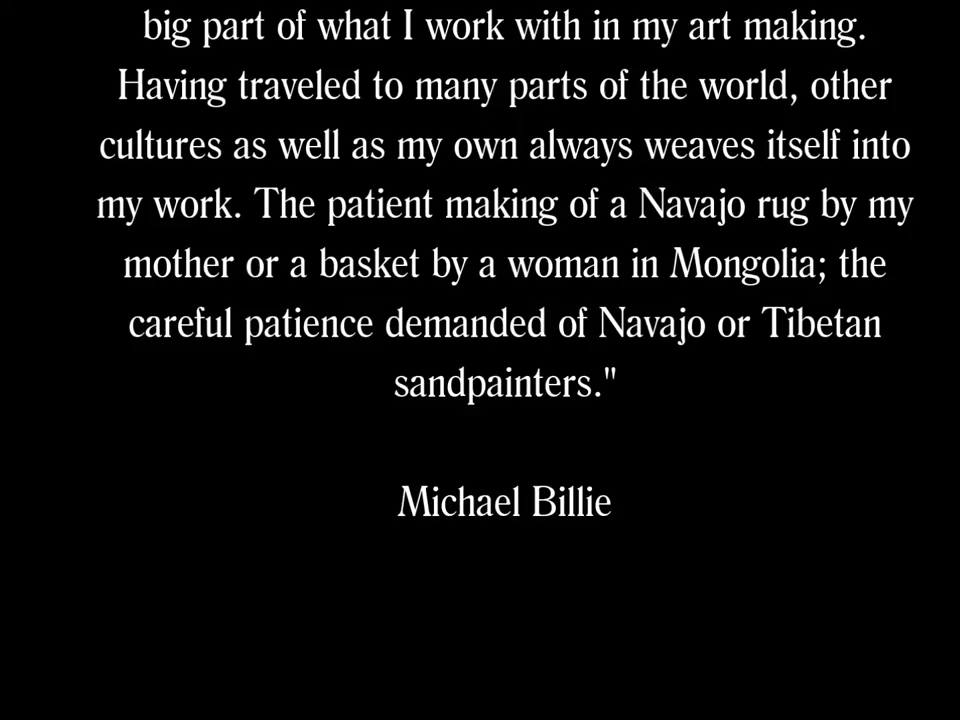 big part of what I work with in my art making.
Having traveled to many parts of the world, other
cultures as well as my own always weaves itself into
my work. The patient making of a Navajo rug by my
mother or a basket by a woman in Mongolia; the
careful patience demanded of Navajo or Tibetan
sandpainters."
Michael Billie